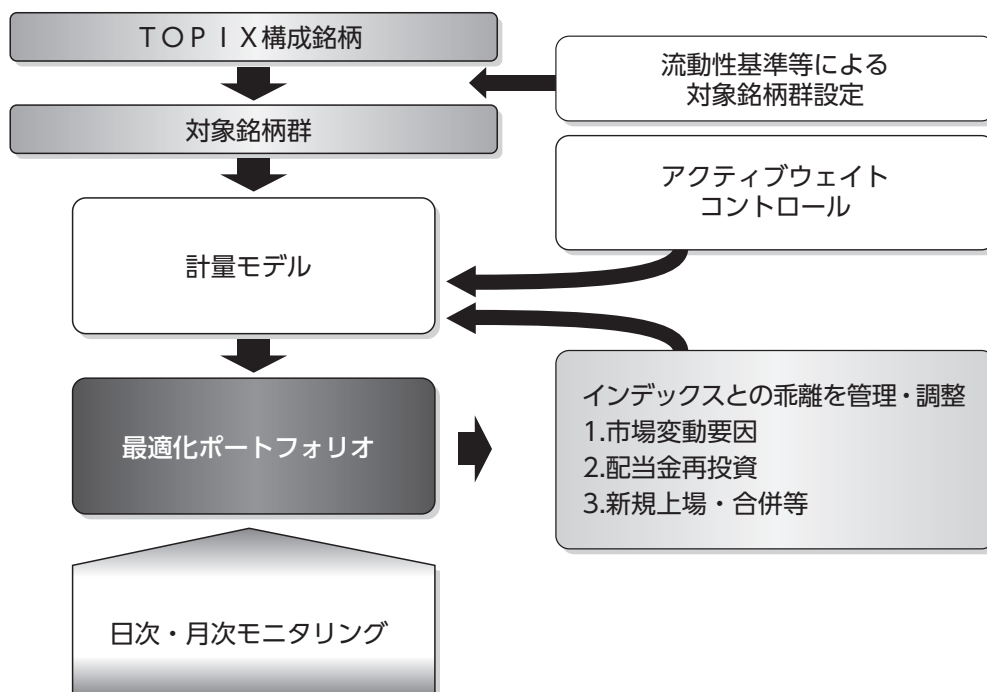 ＴＯＰＩＸ構成銘柄
流動性基準等による
対象銘柄群設定
対象銘柄群
アクティブウェイト
コントロール
計量モデル
最適化ポートフォリオ
インデックスとの乖離を管理・調整
1.市場変動要因
2.配当金再投資
3.新規上場・合併等
日次・月次モニタリング